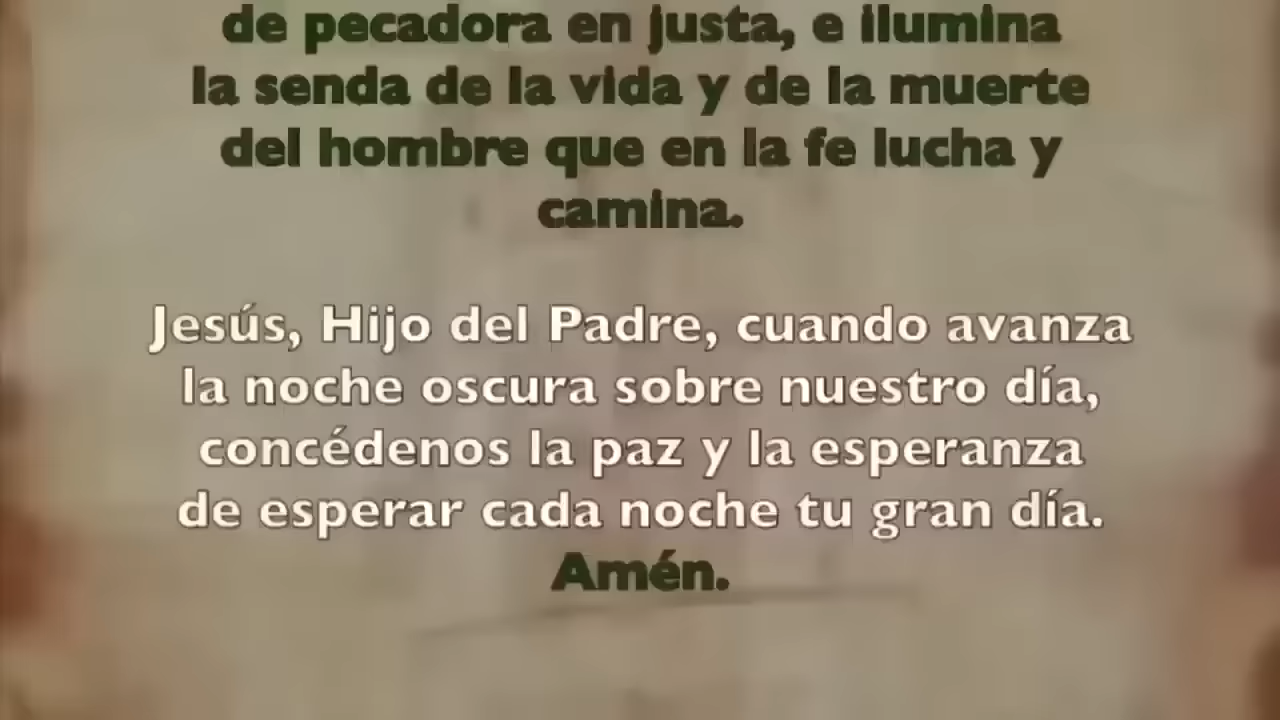 de pecadora en justa, e ilumina
la senda de la vida y de la muerte
del hombre que en la fe lucha y
camina.
Jesús, Hijo del Padre, cuando avanza
la noche oscura sobre nuestro día,
concédenos la paz y la esperanza
de esperar cada noche tu gran día.
Amén.